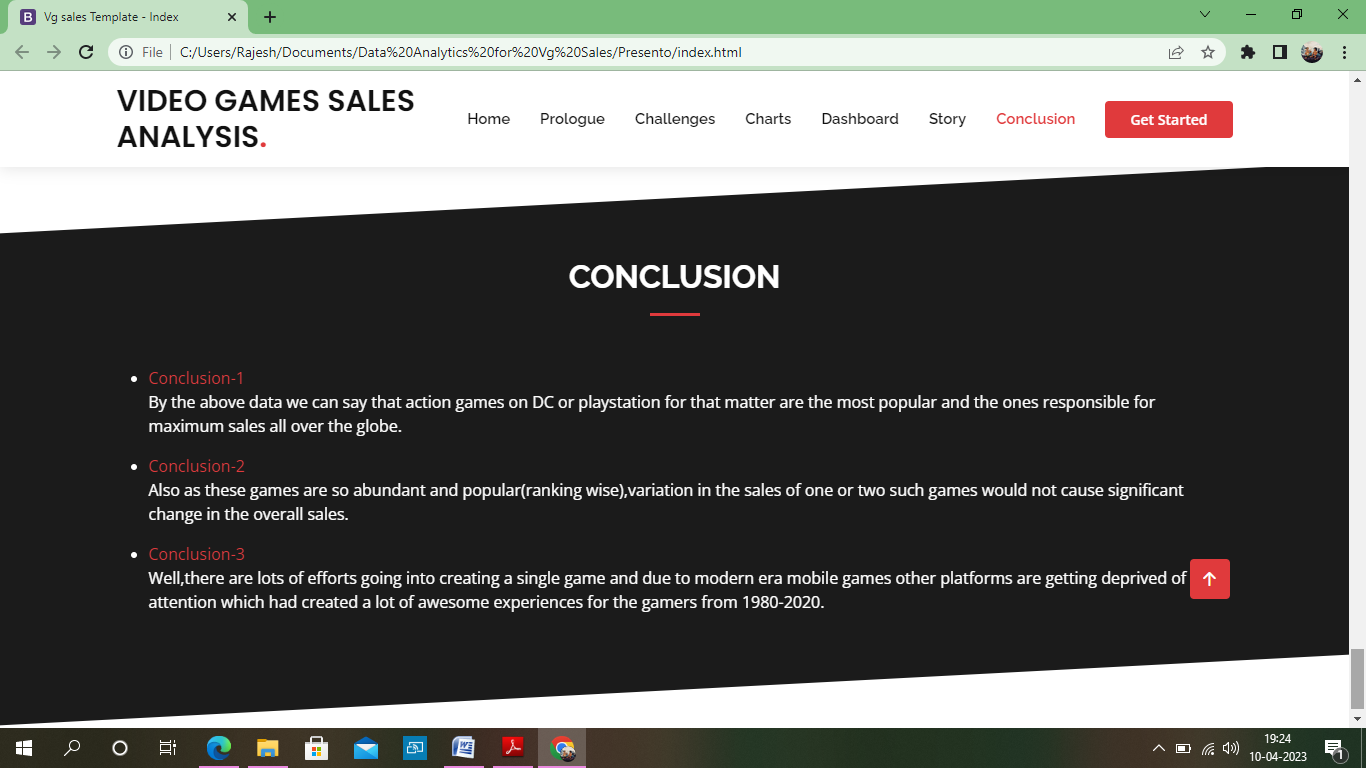 Vg sales Template - Index
File
C:/Users/Rajesh/Documents/Data%20Analytics%20for%20Vg%20Sales/Presento/index.html
VIDEO GAMES SALES
ANALYSIS.
Home Prologue Challenges Charts Dashboard Story Conclusion Get Started
CONCLUSION
Conclusion-1
By the above data we can say that action games on DC or playstation for that matter are the most popular and the ones responsible for
maximum sales all over the globe.
Conclusion-2
Also as these games are so abundant and popular(ranking wise),variation in the sales of one or two such games would not cause significant
change in the overall sales.
Conclusion-3
Well,there are lots of efforts going into creating a single game and due to modern era mobile games other platforms are getting deprived of
attention which had created a lot of awesome experiences for the gamers from 1980-2020.
19:24
10-04-2023
1